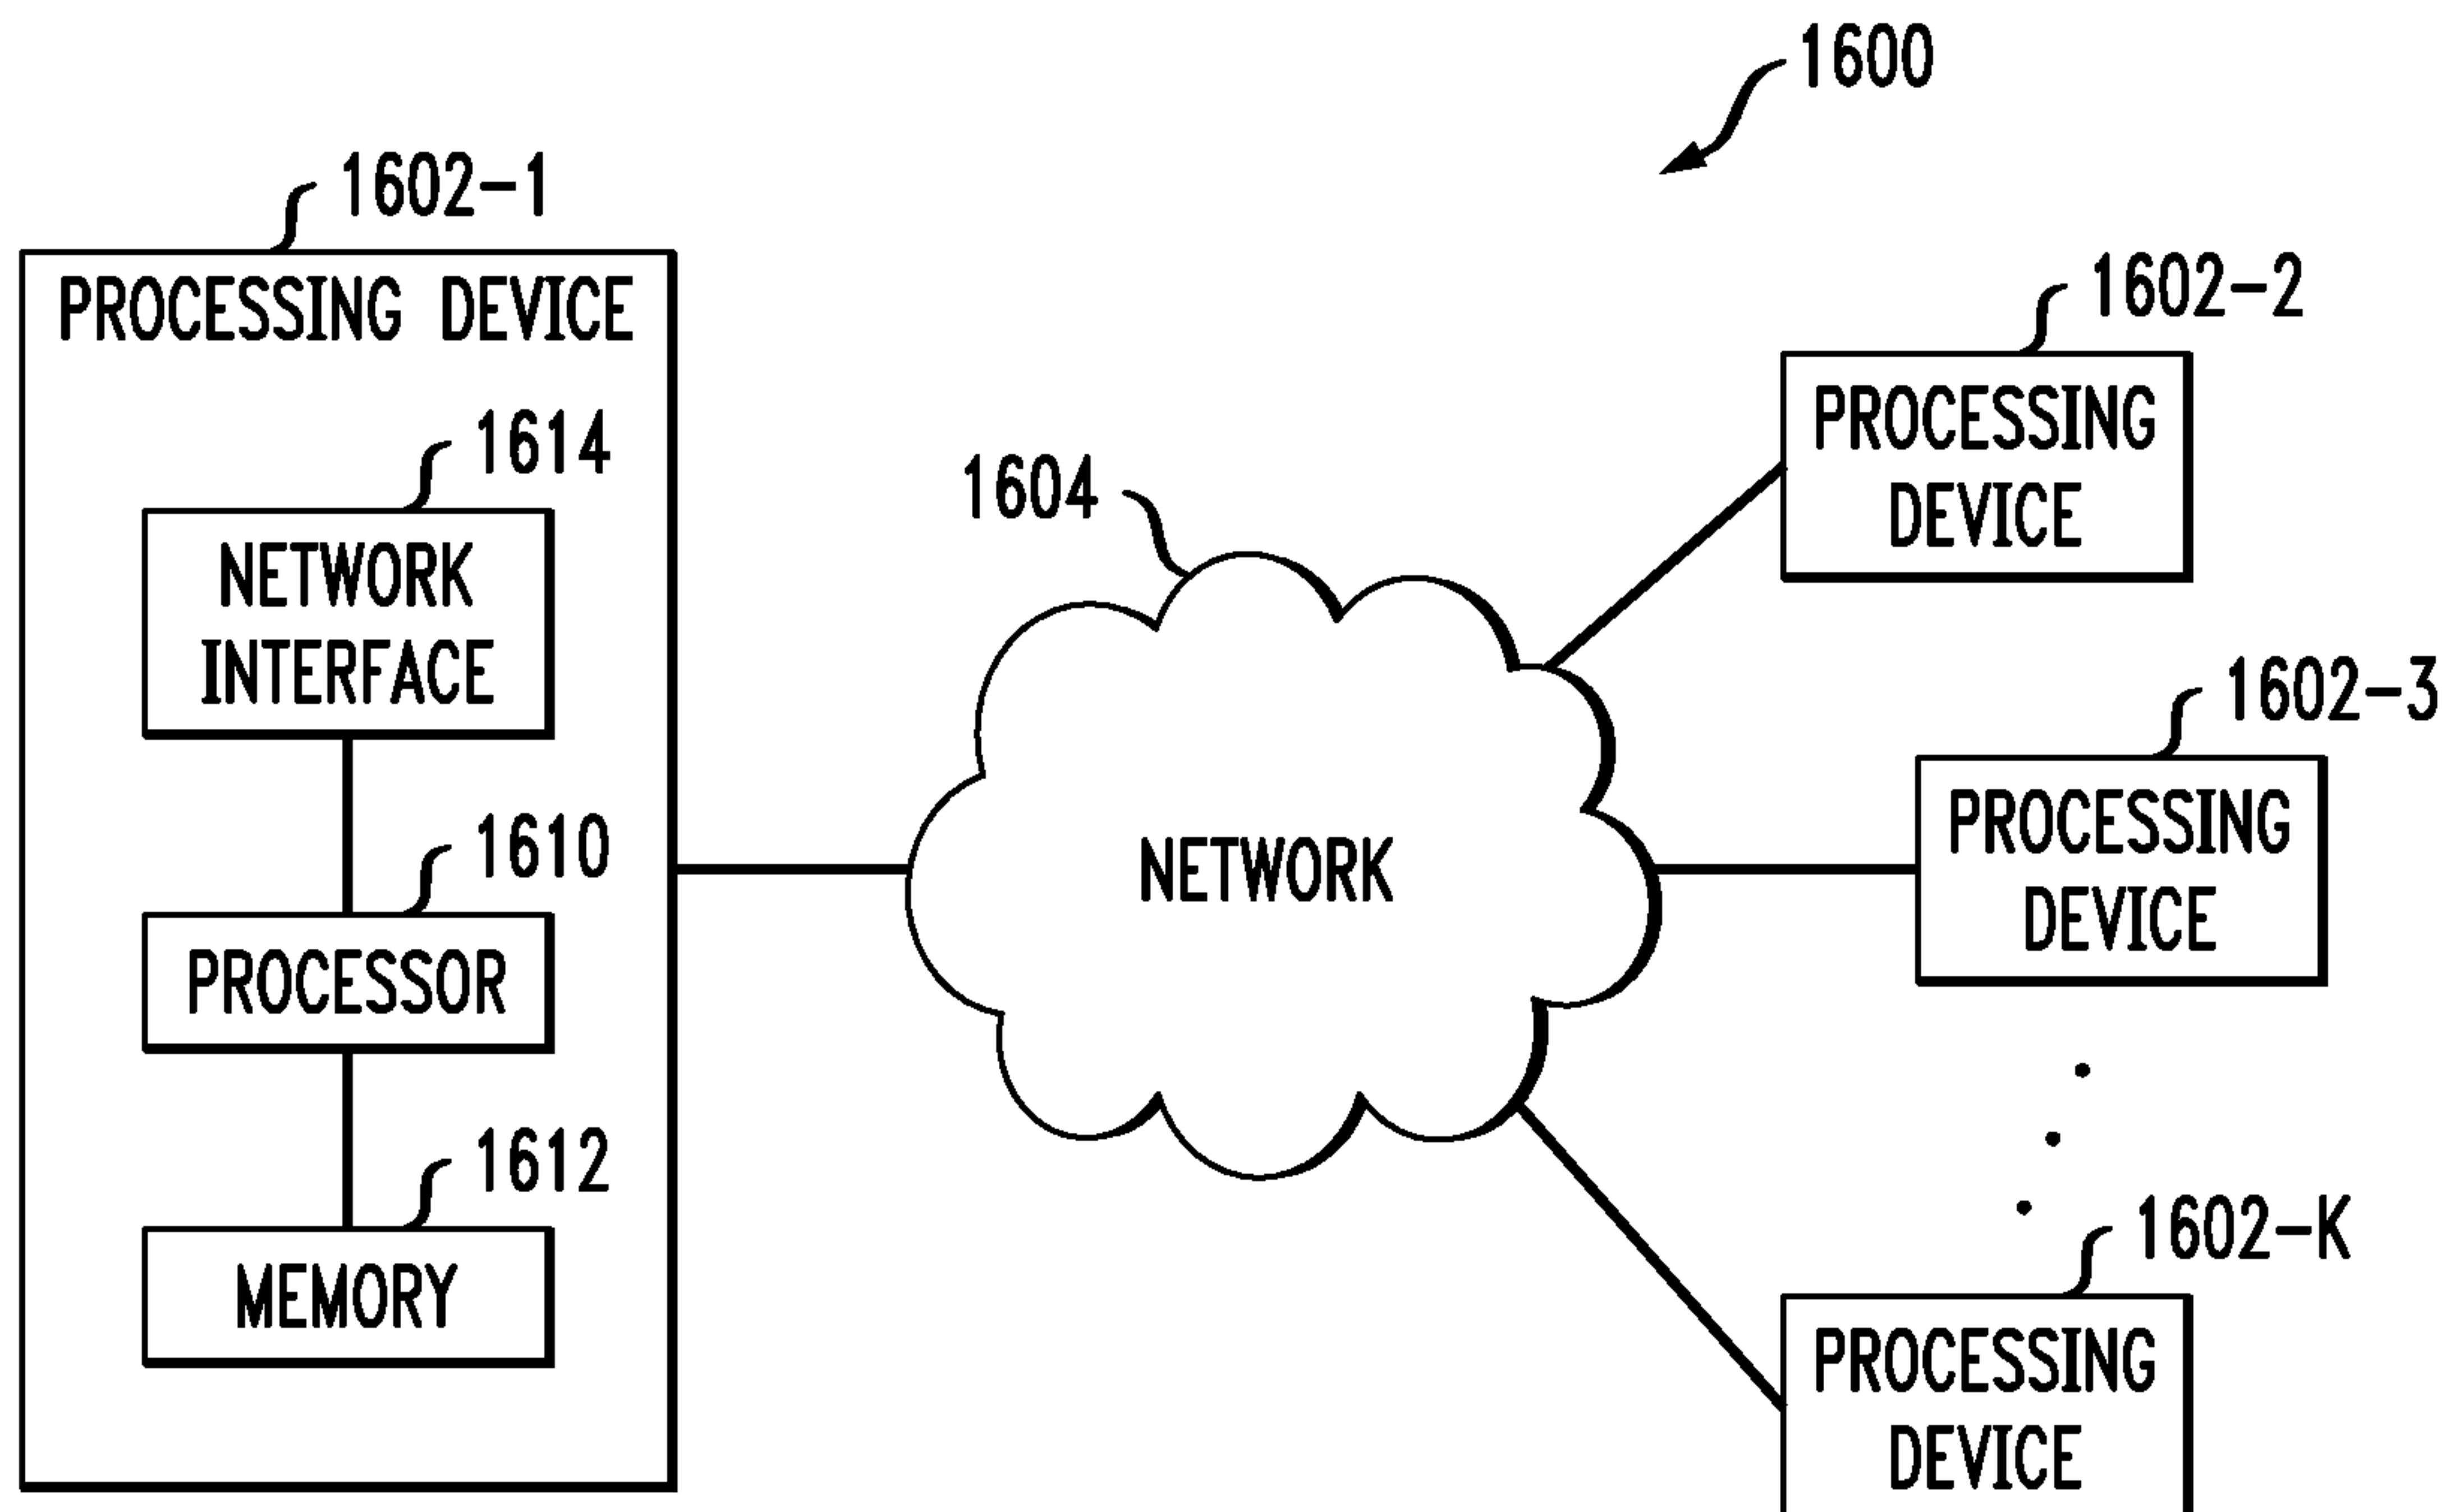 1600
1602-1
PROCESSING DEVICE
1614
NETWORK
INTERFACE
1610
PROCESSOR
1612
MEMORY
1604
NETWORK
1602-2
PROCESSING
DEVICE
1602-3
PROCESSING
DEVICE
1602-K
PROCESSING
DEVICE